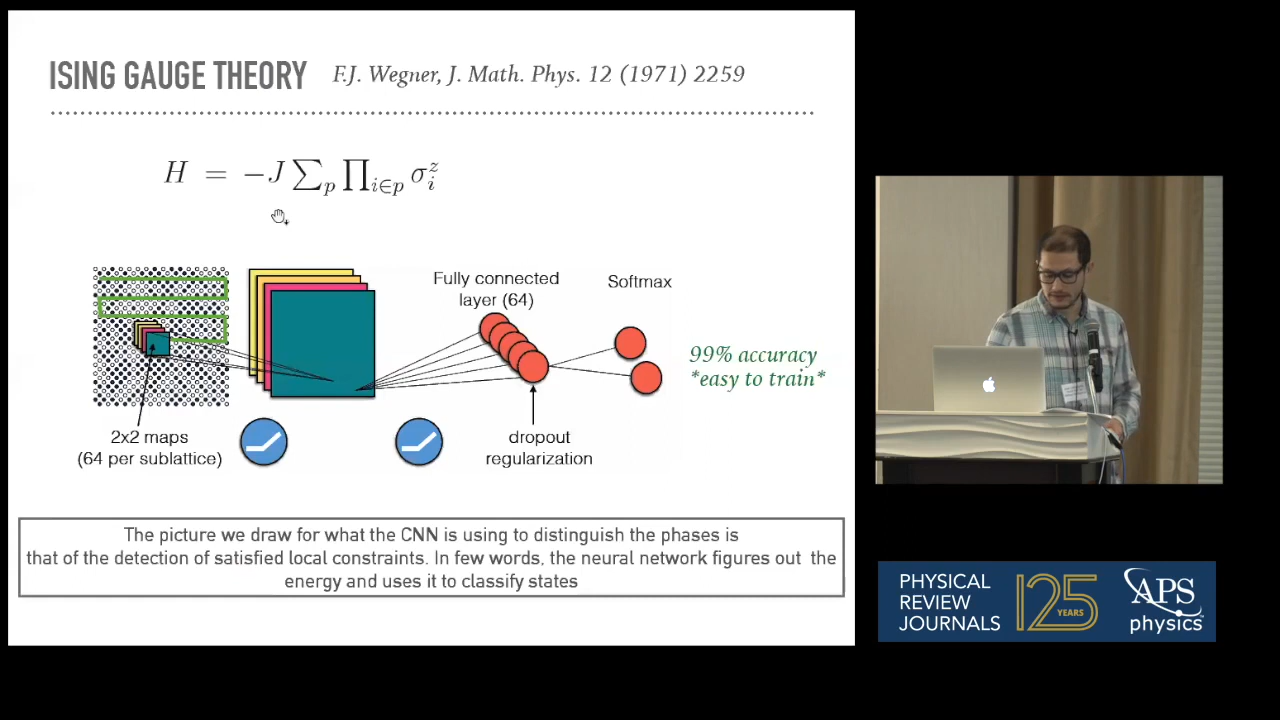 ISING GAUGE THEORY F.J. Wegner, J. Math. Phys. 12 (1971) 2259
H = −J ∑p ∏i∈p σ_i^z
Fully connected
layer (64)
Softmax
99% accuracy
*easy to train*
2x2 maps
(64 per sublattice)
dropout
regularization
The picture we draw for what the CNN is using to distinguish the phases is
that of the detection of satisfied local constraints. In few words, the neural network figures out the
energy and uses it to classify states
PHYSICAL
REVIEW
JOURNALS
125
YEARS
APS
physics